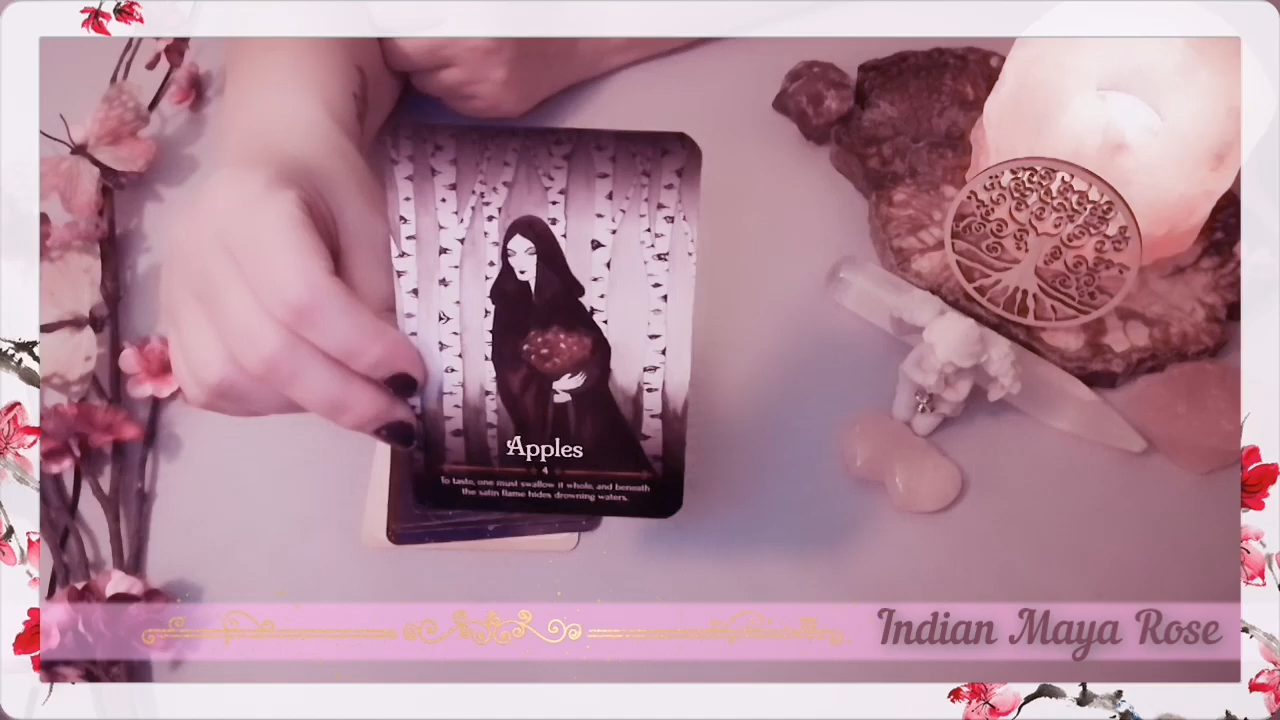 Apples
4
To taste, one must swallow it whole, and beneath
the satin flame hides drowning waters.
Indian Maya Rose